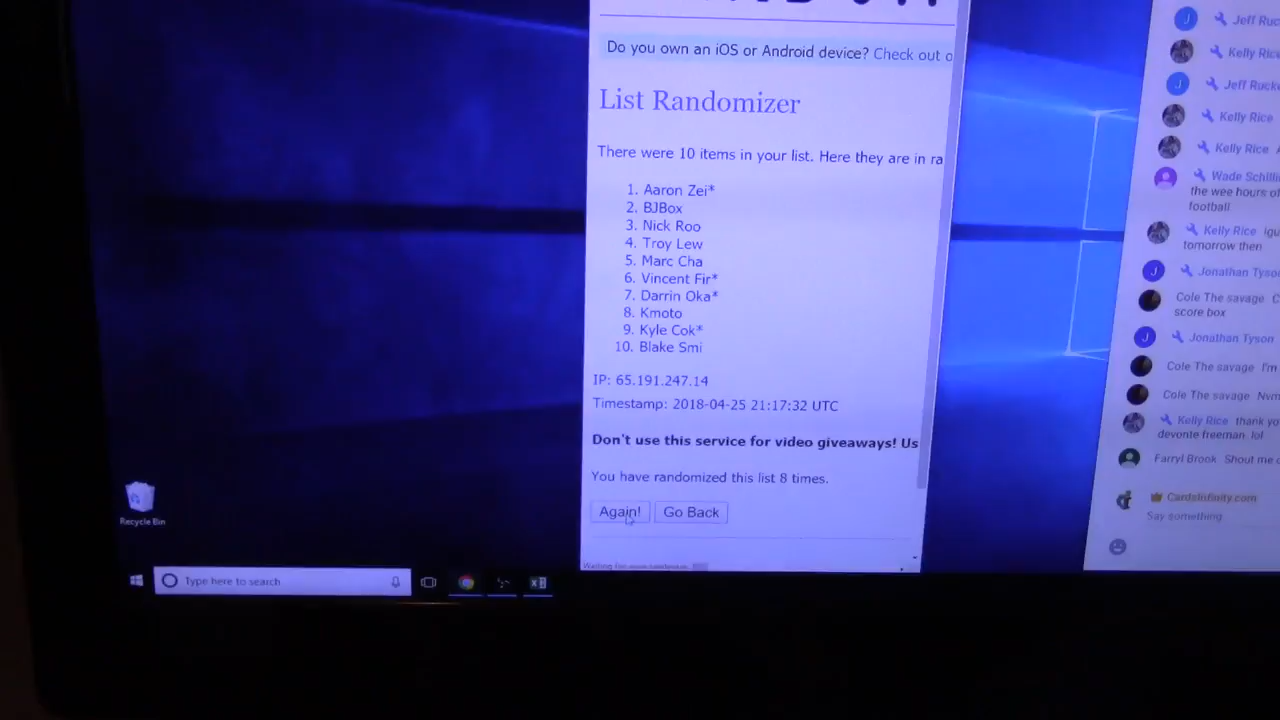 Do you own an iOS or Android device? Check out o
List Randomizer
There were 10 items in your list. Here they are in ra
1. Aaron Zei*
2. BJBox
3. Nick Roo
4. Troy Lew
5. Marc Cha
6. Vincent Fir*
7. Darrin Oka*
8. Kmoto
9. Kyle Cok*
10. Blake Smi
IP: 65.191.247.14
Timestamp: 2018-04-25 21:17:32 UTC
Don't use this service for video giveaways! Us
You have randomized this list 8 times.
Again! Go Back
Recycle Bin
Type here to search
J Jeff Ruc
Kelly Rice
J Jeff Rucke
Kelly Rice
Kelly Rice
Wade Schilli
the wee hours of
football
Kelly Rice igu
tomorrow then
J Jonathan Tyso
Cole The savage C
score box
J Jonathan Tyson
Cole The savage I'm
Cole The savage Nvm
Kelly Rice thank yo
devonte freeman. lol
Farryl Brook Shout me
CardsInfinity.com
Say something